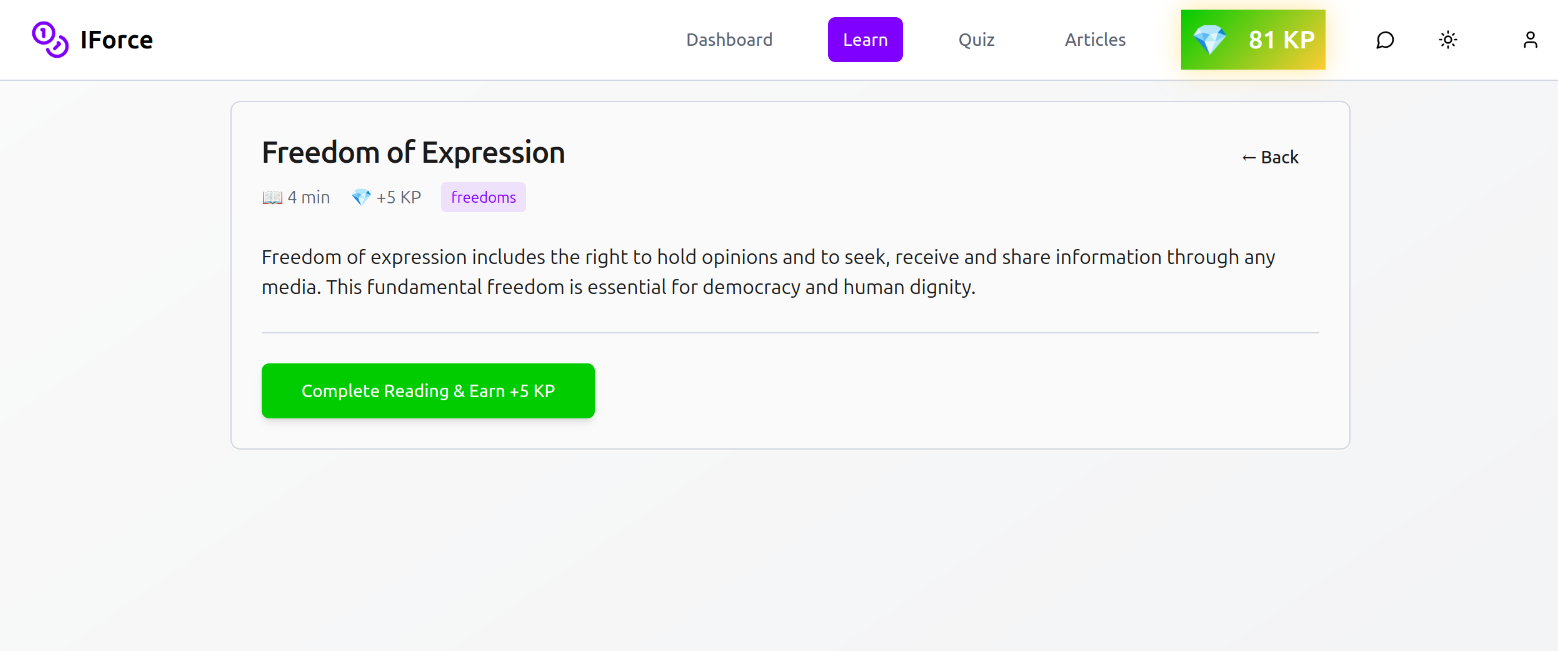 IForce
Dashboard
Learn
Quiz
Articles
💎 81 KP
Freedom of Expression
← Back
📖 4 min 💎 +5 KP freedoms
Freedom of expression includes the right to hold opinions and to seek, receive and share information through any
media. This fundamental freedom is essential for democracy and human dignity.
Complete Reading & Earn +5 KP